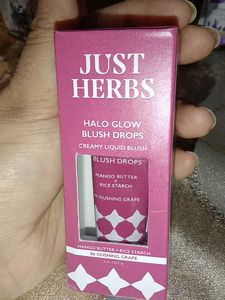 JUST
HERBS
HALO GLOW
BLUSH DROPS
CREAMY LIQUID BLUSH
BLUSH DROPS
MANGO BUTTER
+
RICE STARCH
GUSHING GRAPE
MANGO BUTTER + RICE STARCH
06-GUSHING GRAPE